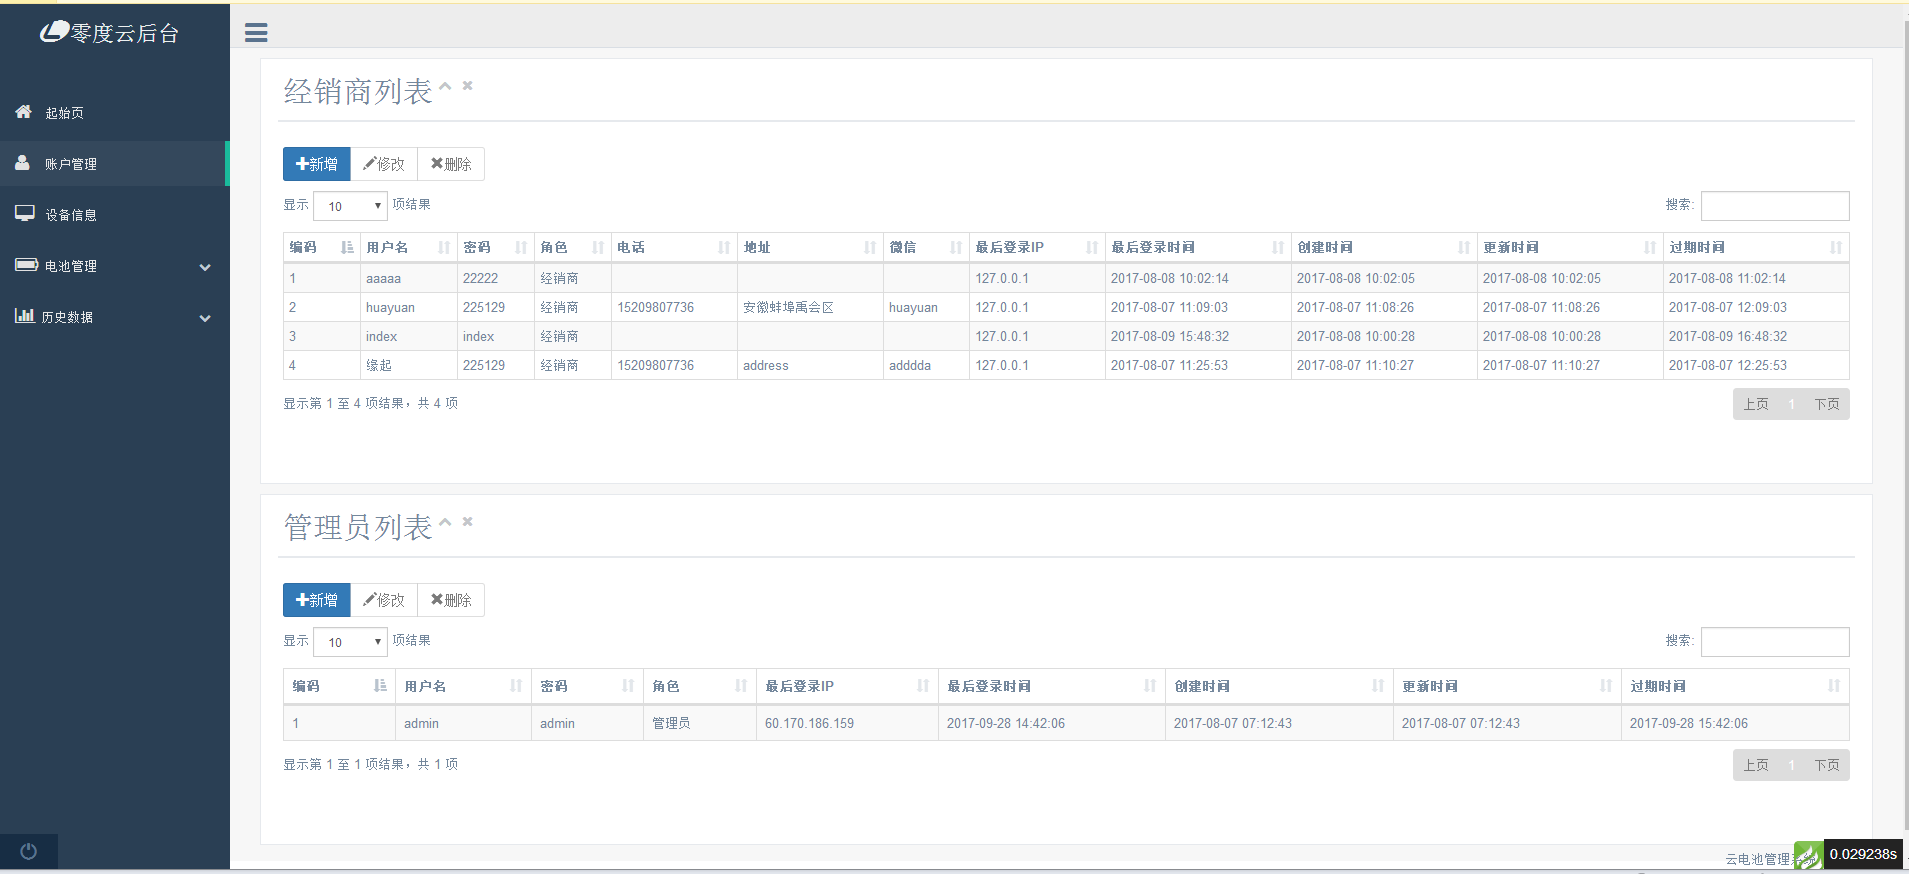 零度云后台
起始页
账户管理
设备信息
电池管理
历史数据
经销商列表
新增 修改 删除
显示 10 项结果 搜索:
编码 用户名 密码 角色 电话 地址 微信 最后登录IP 最后登录时间 创建时间 更新时间 过期时间
1 aaaaa 22222 经销商 127.0.0.1 2017-08-08 10:02:14 2017-08-08 10:02:05 2017-08-08 10:02:05 2017-08-08 11:02:14
2 huayuan 225129 经销商 15209807736 安徽蚌埠禹会区 huayuan 127.0.0.1 2017-08-07 11:09:03 2017-08-07 11:08:26 2017-08-07 11:08:26 2017-08-07 12:09:03
3 index index 经销商 127.0.0.1 2017-08-09 15:48:32 2017-08-08 10:00:28 2017-08-08 10:00:28 2017-08-09 16:48:32
4 缘起 225129 经销商 15209807736 address adddda 127.0.0.1 2017-08-07 11:25:53 2017-08-07 11:10:27 2017-08-07 11:10:27 2017-08-07 12:25:53
显示第 1 至 4 项结果，共 4 项 上页 1 下页
管理员列表
新增 修改 删除
显示 10 项结果 搜索:
编码 用户名 密码 角色 最后登录IP 最后登录时间 创建时间 更新时间 过期时间
1 admin admin 管理员 60.170.186.159 2017-09-28 14:42:06 2017-08-07 07:12:43 2017-08-07 07:12:43 2017-09-28 15:42:06
显示第 1 至 1 项结果，共 1 项 上页 1 下页
云电池管理系统 0.029238s